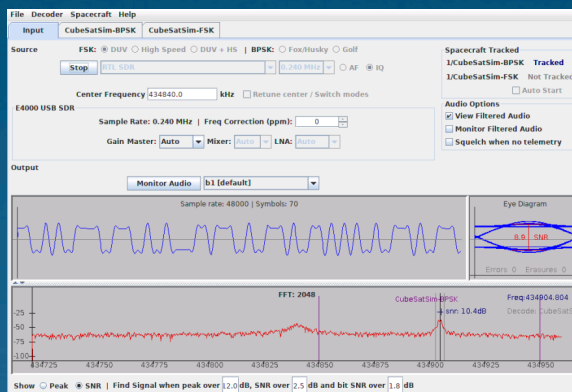 File Decoder Spacecraft Help
Input CubeSatSim-BPSK CubeSatSim-FSK
Source FSK: DUV High Speed DUV + HS | BPSK: Fox/Husky Golf
Stop RTL SDR 0.240 MHz AF IQ
Center Frequency 434840.0 kHz Retune center / Switch modes
E4000 USB SDR
Sample Rate: 0.240 MHz | Freq Correction (ppm): 0
Gain Master: Auto Mixer: Auto LNA: Auto
Spacecraft Tracked
1/CubeSatSim-BPSK Tracked
1/CubeSatSim-FSK Not Tracked
Auto Start
Audio Options
View Filtered Audio
Monitor Filtered Audio
Squelch when no telemetry
Output
Monitor Audio b1 [default]
Sample rate: 48000 | Symbols: 70
Eye Diagram
8.9 SNR
Errors 0 Erasures 0
FFT: 2048
CubeSatSim-BPSK Freq:434904.804
snr: 10.4dB Decode: CubeSatS
-25
-50
-75
-100
434725 434750 434775 434800 434825 434850 434875 434900 434925 434950
Show Peak SNR | Find Signal when peak over 12.0 dB, SNR over 2.5 dB and bit SNR over 1.8 dB